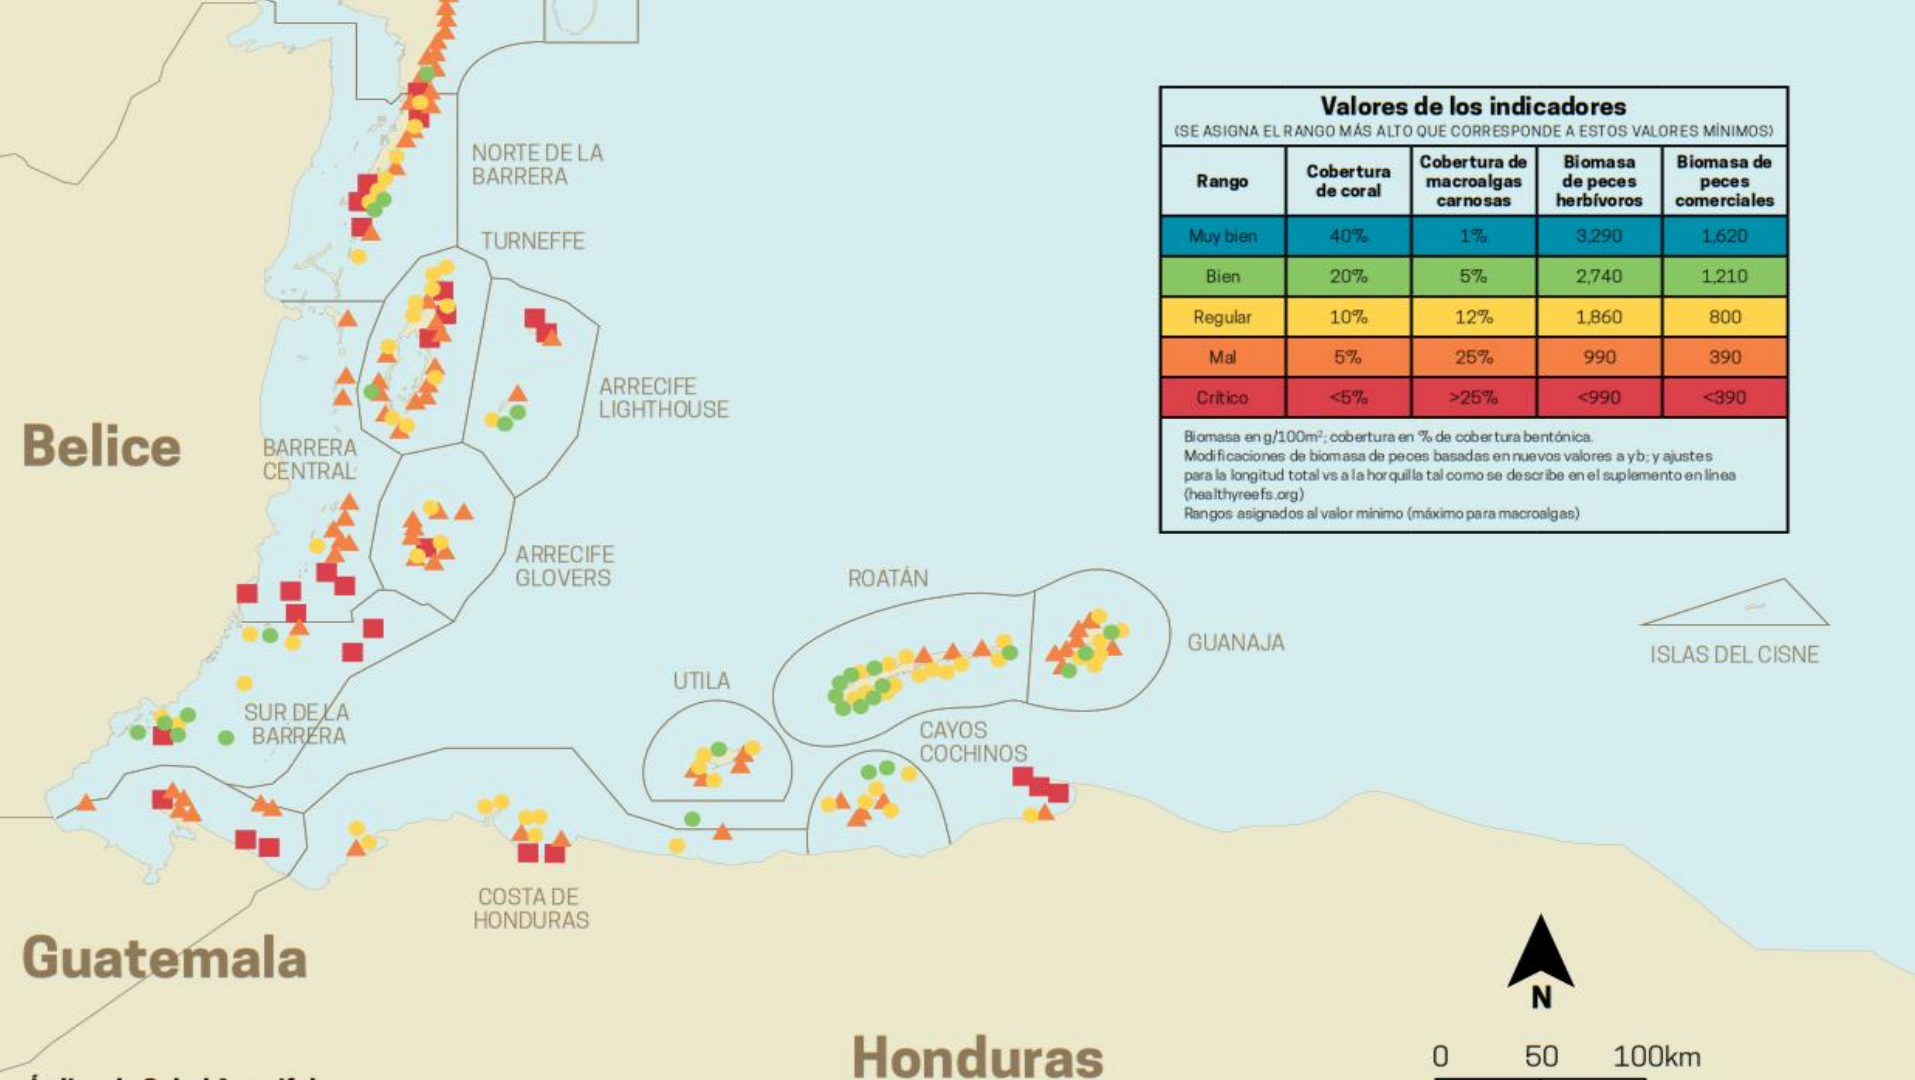 NORTE DE LA
BARRERA
TURNEFFE
ARRECIFE
LIGHTHOUSE
Belice
BARRERA
CENTRAL
ARRECIFE
GLOVERS
ROATÁN
GUANAJA
ISLAS DEL CISNE
UTILA
SUR DE LA
BARRERA
CAYOS
COCHINOS
COSTA DE
HONDURAS
Guatemala
Honduras
Valores de los indicadores
(SE ASIGNA EL RANGO MÁS ALTO QUE CORRESPONDE A ESTOS VALORES MÍNIMOS)
Rango
Cobertura
de coral
Cobertura de
macroalgas
carnosas
Biomasa
de peces
herbívoros
Biomasa de
peces
comerciales
Muy bien 40% 1% 3,290 1,620
Bien 20% 5% 2,740 1,210
Regular 10% 12% 1,860 800
Mal 5% 25% 990 390
Crítico <5% >25% <990 <390
Biomasa en g/100m²; cobertura en % de cobertura bentónica.
Modificaciones de biomasa de peces basadas en nuevos valores a y b; y ajustes
para la longitud total vs a la horquilla tal como se describe en el suplemento en línea
(healthyreefs.org)
Rangos asignados al valor mínimo (máximo para macroalgas)
N
0 50 100km